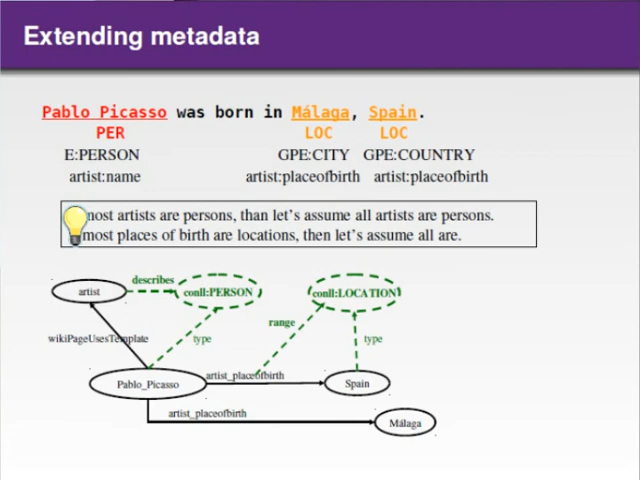 Extending metadata
Pablo Picasso was born in Málaga, Spain.
PER LOC LOC
E:PERSON GPE:CITY GPE:COUNTRY
artist:name artist:placeofbirth artist:placeofbirth
most artists are persons, than let's assume all artists are persons.
most places of birth are locations, then let's assume all are.
describes
artist conll:PERSON conll:LOCATION
range
wikiPageUsesTemplate type type
artist_placeofbirth
Pablo_Picasso Spain
artist_placeofbirth
Málaga